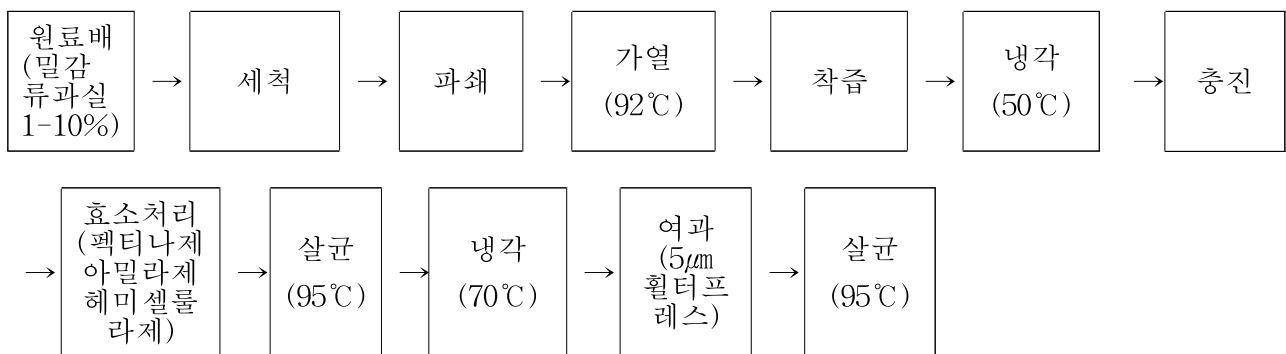 원료배
(밀감
류과실
1-10%)
→
세척
→
파쇄
→
가열
(92℃)
→
착즙
→
냉각
(50℃)
→
충진
→
효소처리
(펙티나제
아밀라제
헤미셀룰
라제)
→
살균
(95℃)
→
냉각
(70℃)
→
여과
(5㎛
휠터프
레스)
→
살균
(95℃)